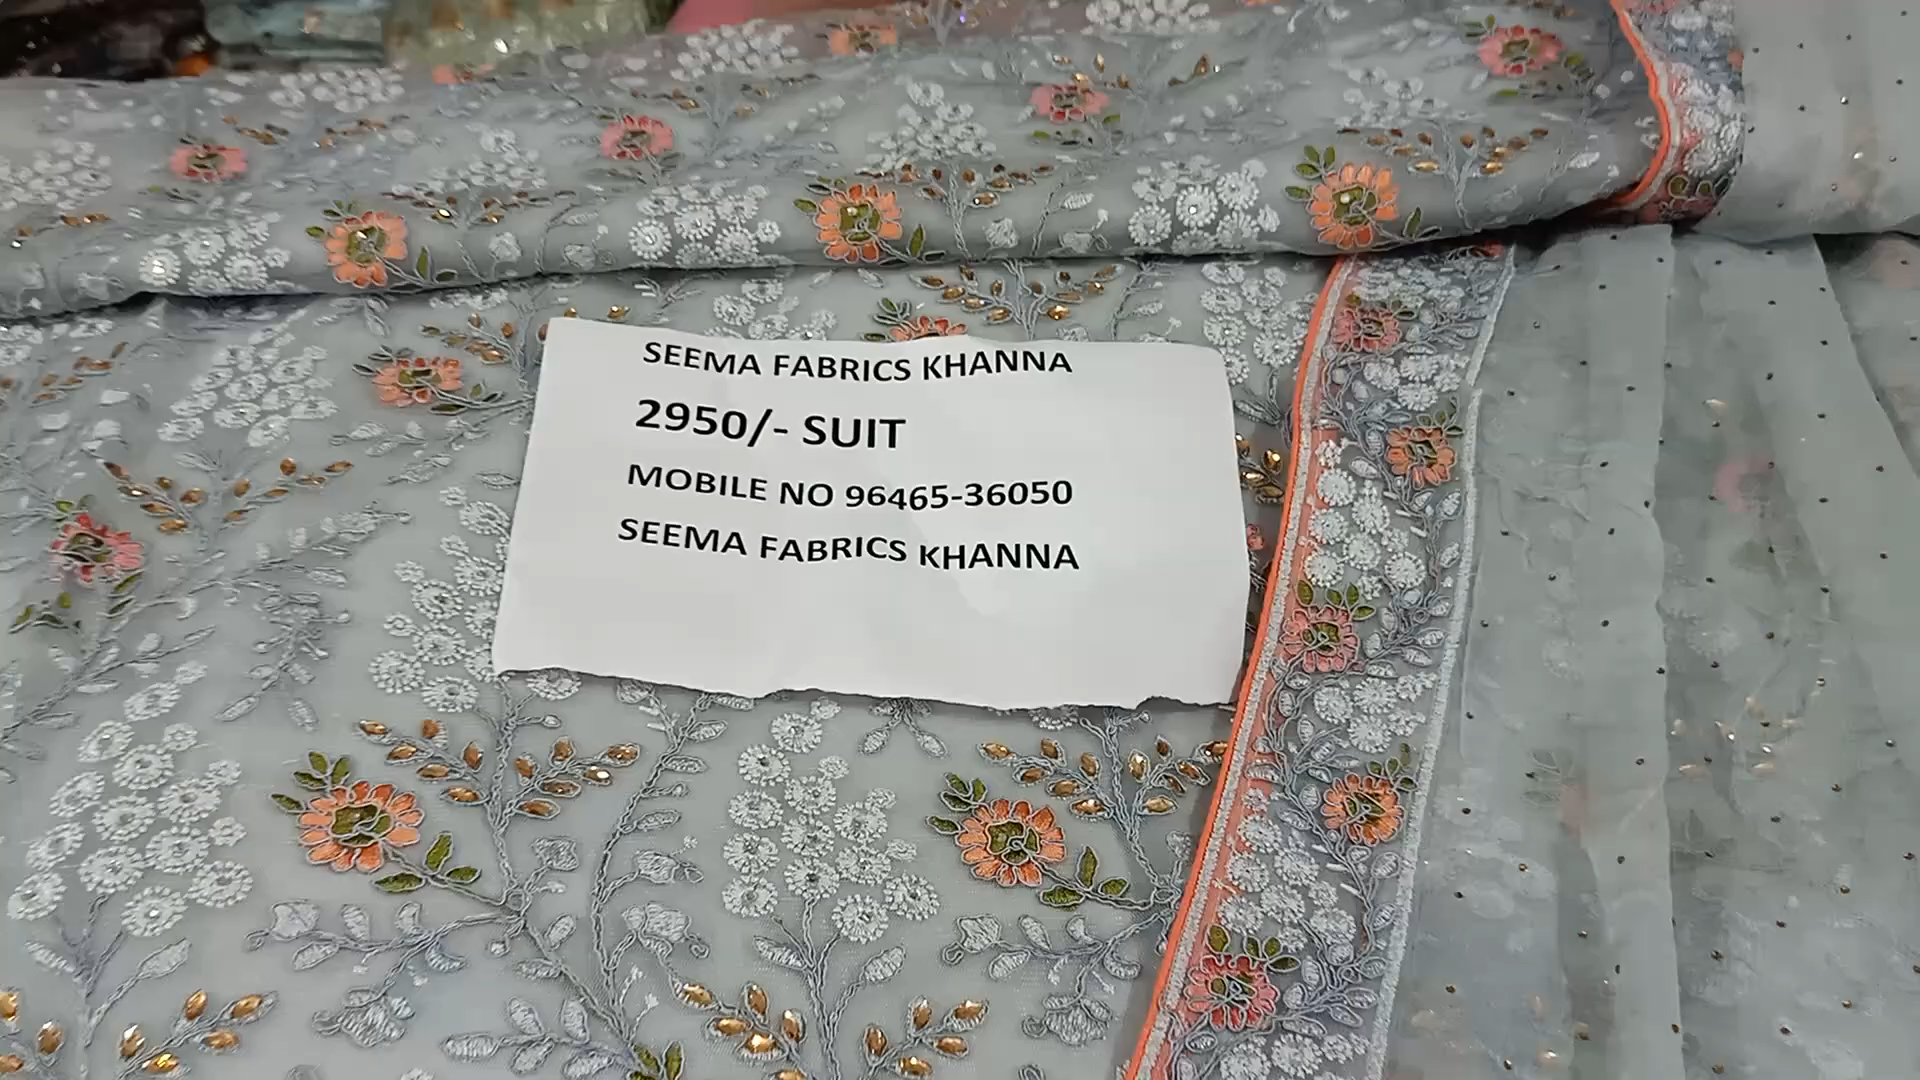 SEEMA FABRICS KHANNA
2950/- SUIT
MOBILE NO 96465-36050
SEEMA FABRICS KHANNA